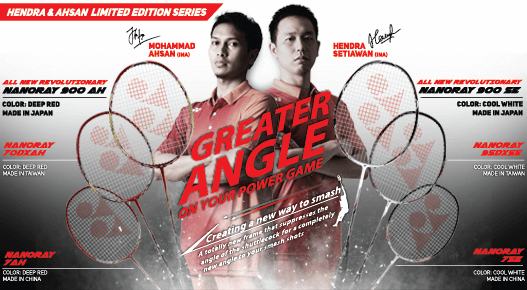 HENDRA & AHSAN LIMITED EDITION SERIES
MOHAMMAD
AHSAN (INA)
HENDRA
SETIAWAN (INA)
ALL NEW REVOLUTIONARY
NANORAY 900 AH
COLOR: DEEP RED
MADE IN JAPAN
NANORAY
700XAH
COLOR: DEEP RED
MADE IN TAIWAN
NANORAY
7AH
COLOR: DEEP RED
MADE IN CHINA
GREATER
ANGLE
ON YOUR POWER GAME
Creating a new way to smash
A totally new frame that suppresses the
angle of the shuttlecock for a completely
new angle to your smash shots
ALL NEW REVOLUTIONARY
NANORAY 900 SE
COLOR: COOL WHITE
MADE IN JAPAN
NANORAY
COLOR: COOL WHITE
MADE IN TAIWAN
NANORAY
7SE
COLOR: COOL WHITE
MADE IN CHINA